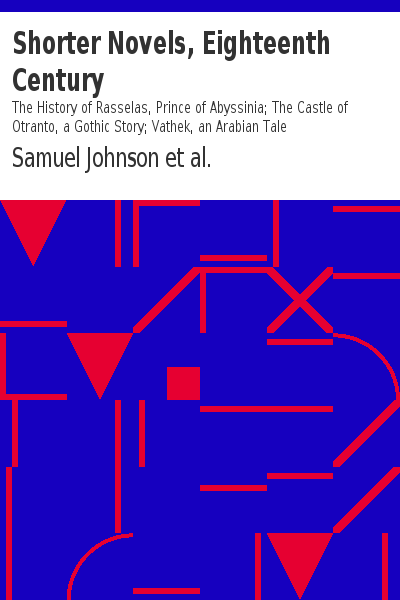 Shorter Novels, Eighteenth
Century
The History of Rasselas, Prince of Abyssinia; The Castle of
Otranto, a Gothic Story; Vathek, an Arabian Tale
Samuel Johnson et al.